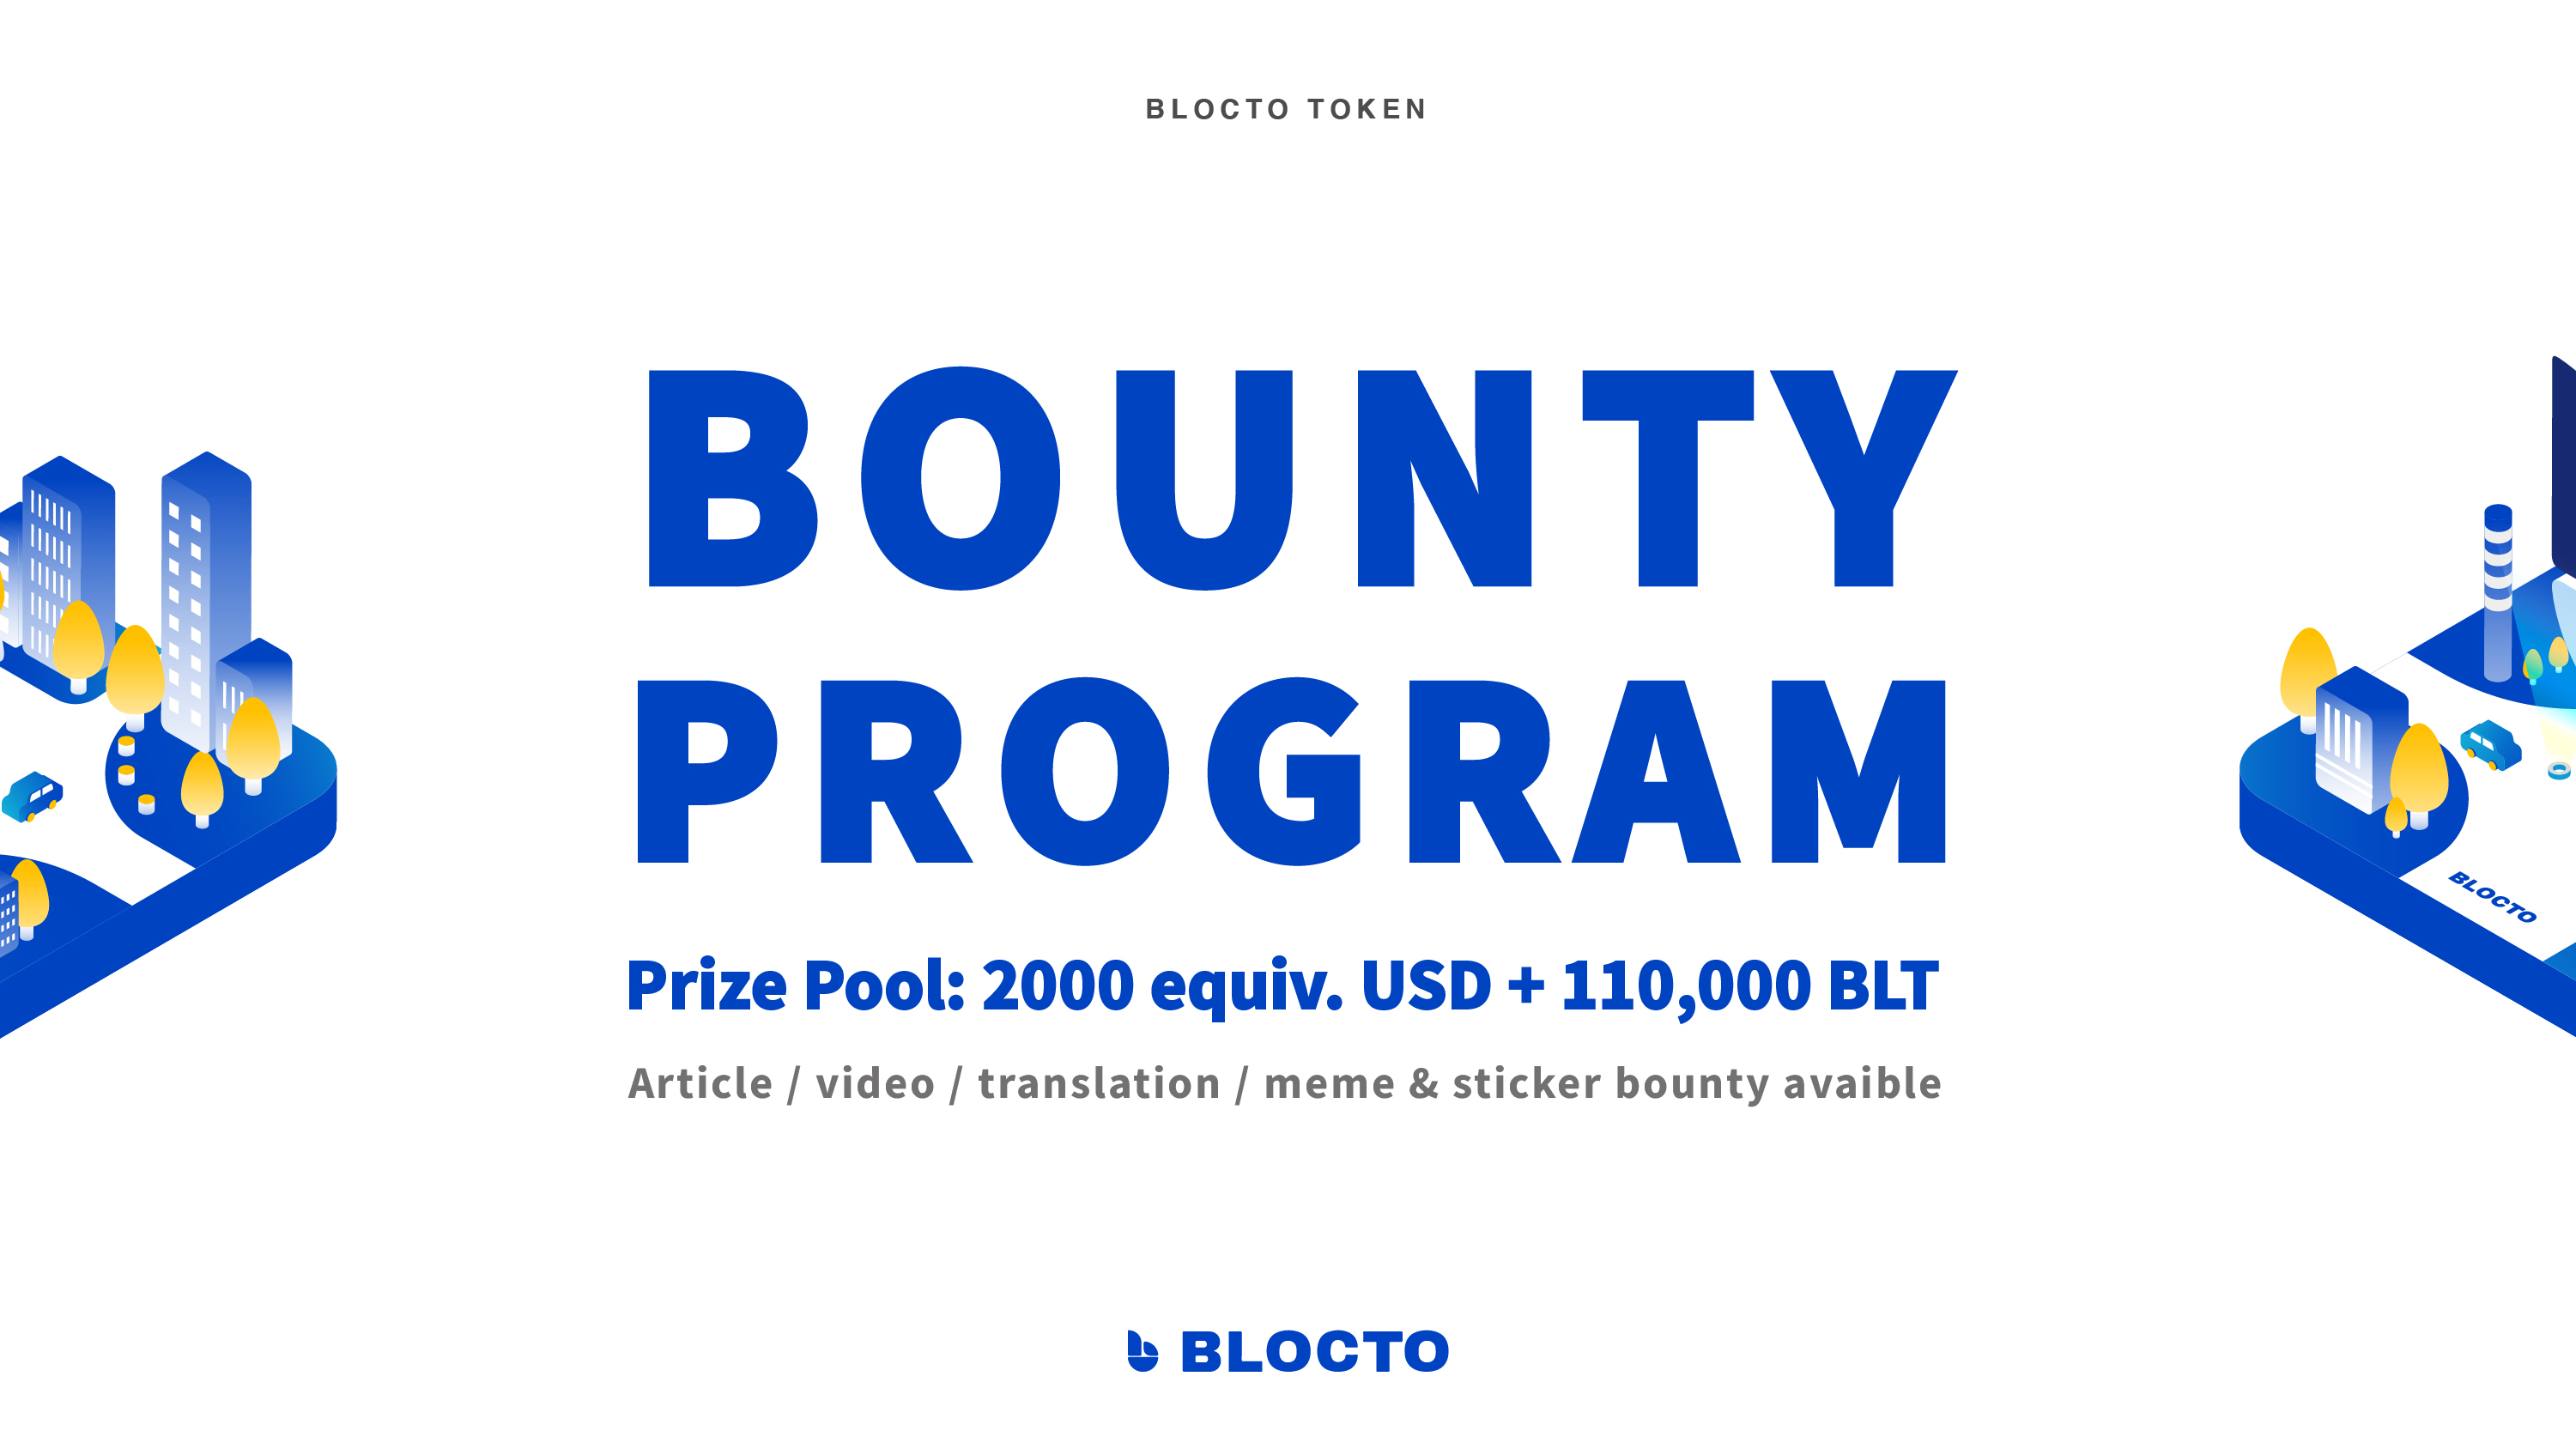 BLOCTO TOKEN
BOUNTY
PROGRAM
Prize Pool: 2000 equiv. USD + 110,000 BLT
Article / video / translation / meme & sticker bounty avaible
BLOCTO
BLOCTO